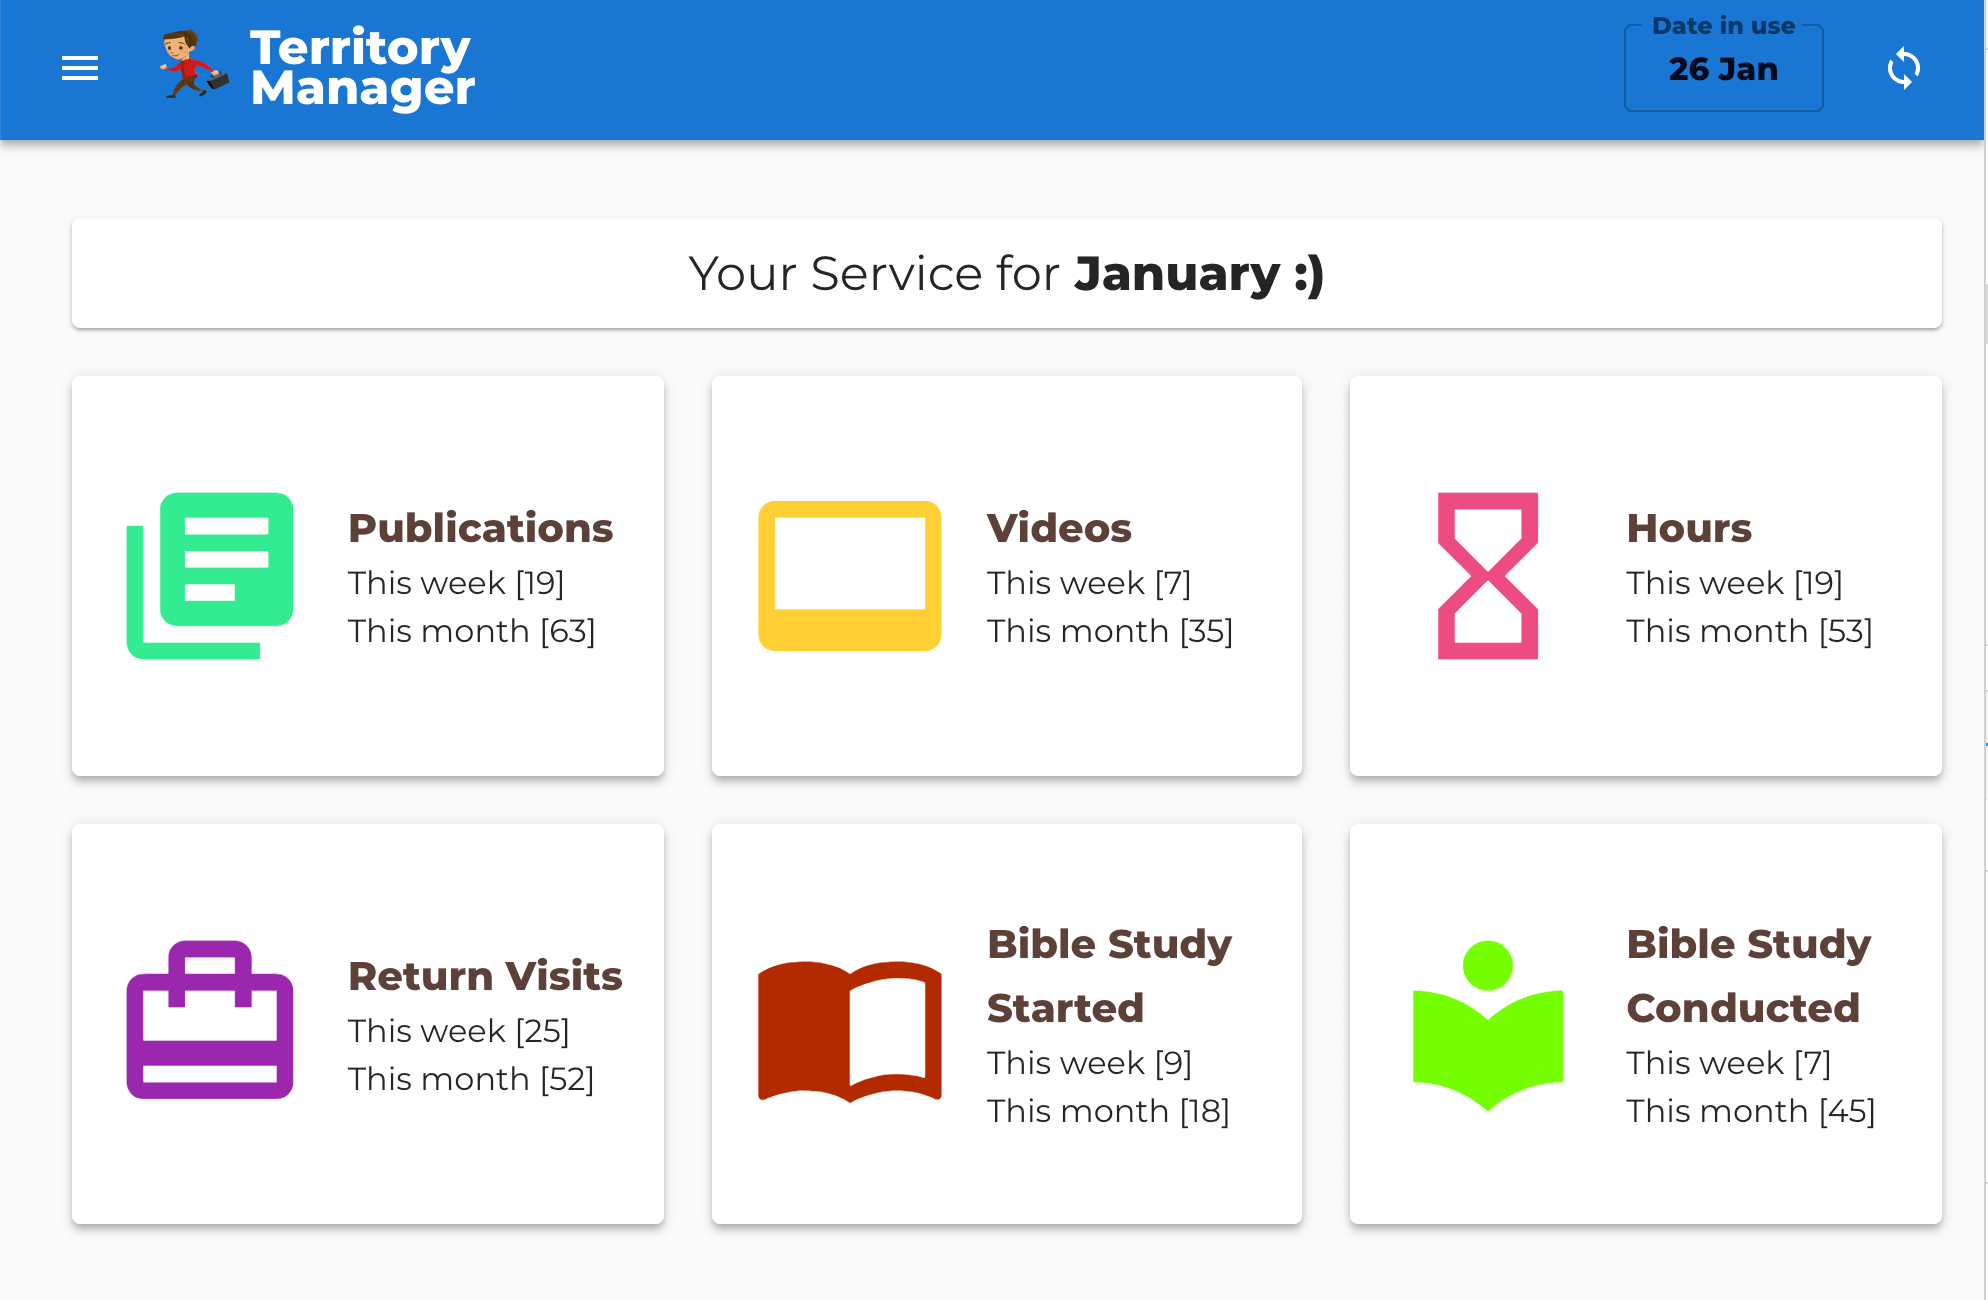 Territory
Manager
Date in use
26 Jan
Your Service for January :)
Publications
This week [19]
This month [63]
Videos
This week [7]
This month [35]
Hours
This week [19]
This month [53]
Return Visits
This week [25]
This month [52]
Bible Study
Started
This week [9]
This month [18]
Bible Study
Conducted
This week [7]
This month [45]